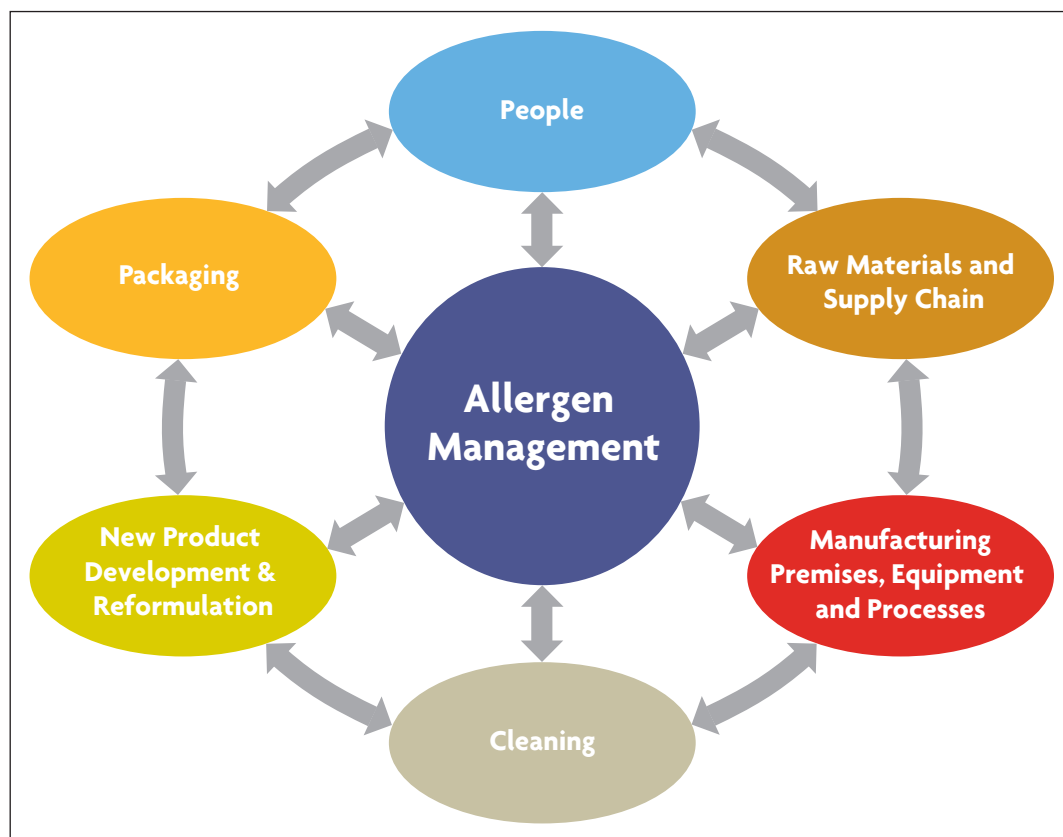 People
Packaging
Raw Materials and
Supply Chain
Allergen
Management
New Product
Development &
Reformulation
Manufacturing
Premises, Equipment
and Processes
Cleaning